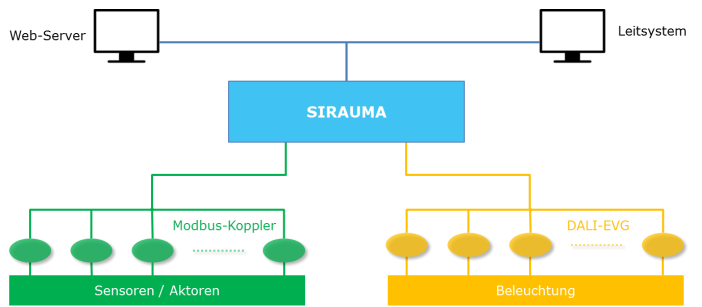 Web-Server
Leitsystem
SIRAUMA
Modbus-Koppler
DALI-EVG
Sensoren / Aktoren
Beleuchtung